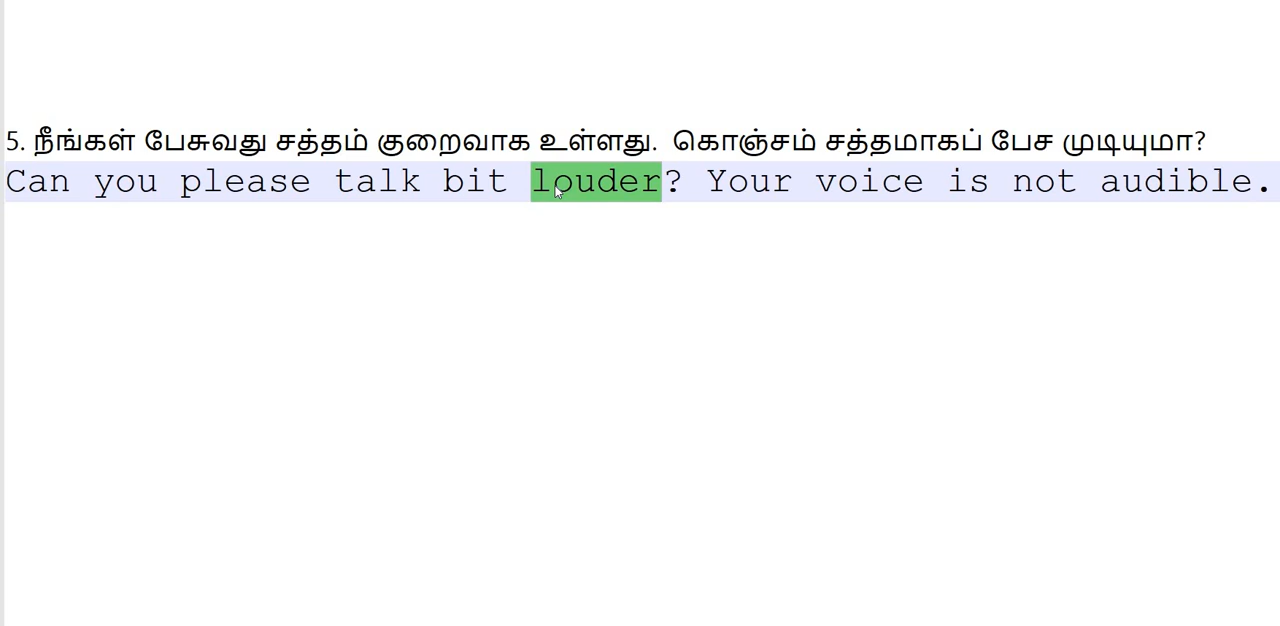 5. நீங்கள் பேசுவது சத்தம் குறைவாக உள்ளது. கொஞ்சம் சத்தமாகப் பேச முடியுமா?
Can you please talk bit louder? Your voice is not audible.